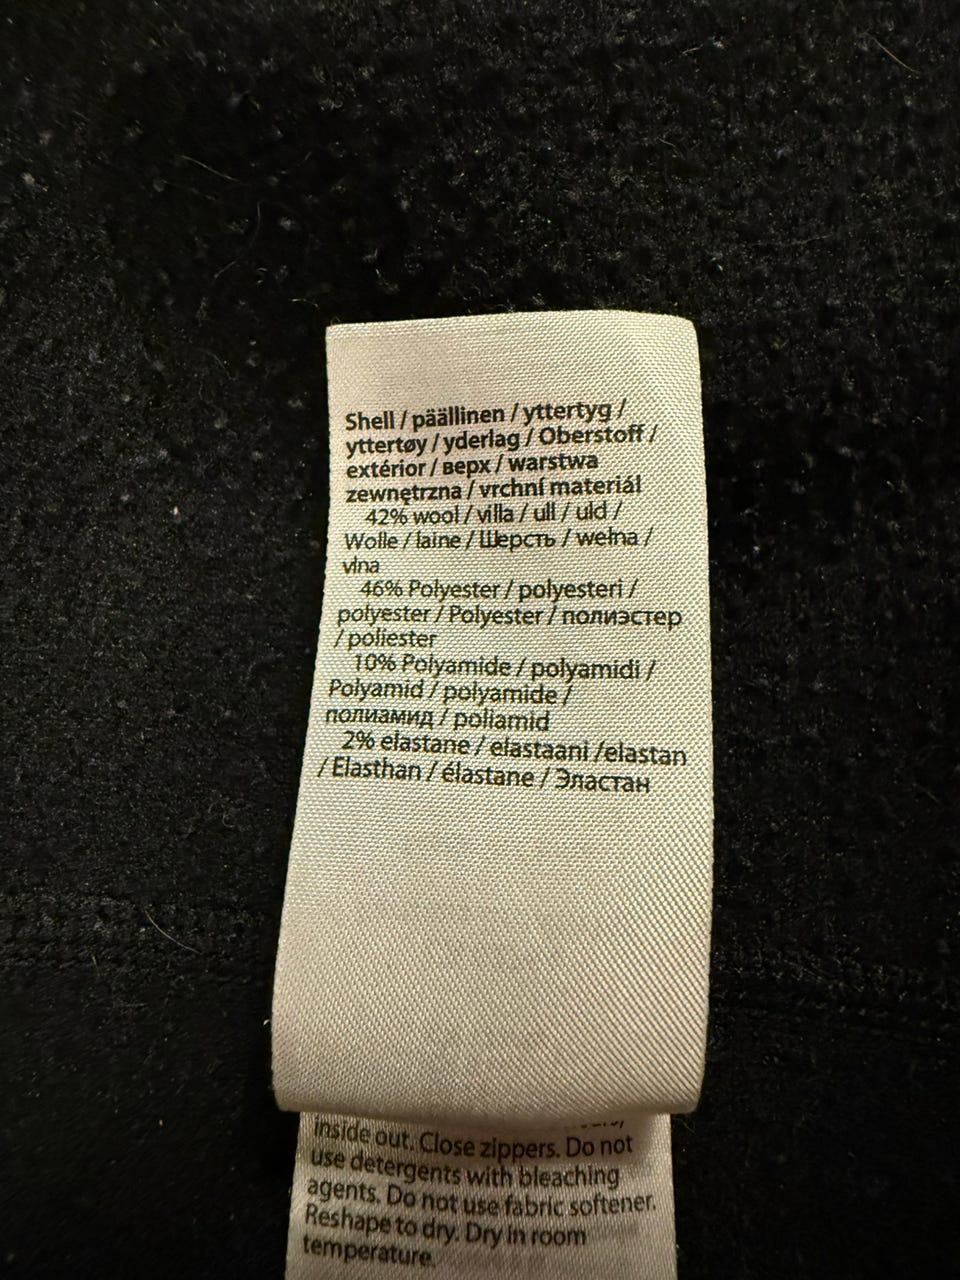 Shell / päällinen / yttertyg /
yttertøy / yderlag / Oberstoff /
extérior / верх / warstwa
zewnętrzna / vrchní materiál
42% wool / villa / ull / uld /
Wolle / laine / Шерсть / wełna /
vlna
46% Polyester / polyesteri /
polyester / Polyester / полиэстер
/ poliester
10% Polyamide / polyamidi /
Polyamid / polyamide /
полиамид / poliamid
2% elastane / elastaani /elastan
/ Elasthan / élastane / Эластан
inside out. Close zippers. Do not
use detergents with bleaching
agents. Do not use fabric softener.
Reshape to dry. Dry in room
temperature.